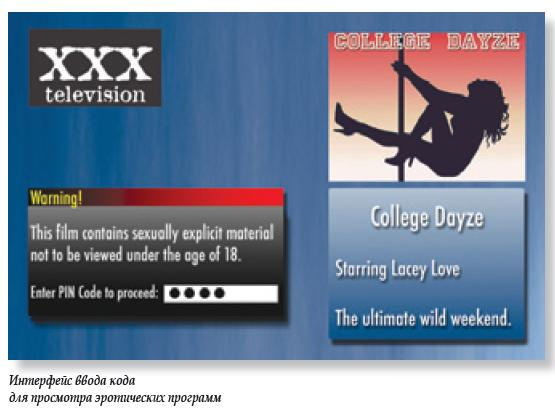 xxx
television
COLLEGE DAYZE
Warning!
This film contains sexually explicit material
not to be viewed under the age of 18.
Enter PIN Code to proceed:
College Dayze
Starring Lacey Love
The ultimate wild weekend.
Интерфейс ввода кода
для просмотра эротических программ